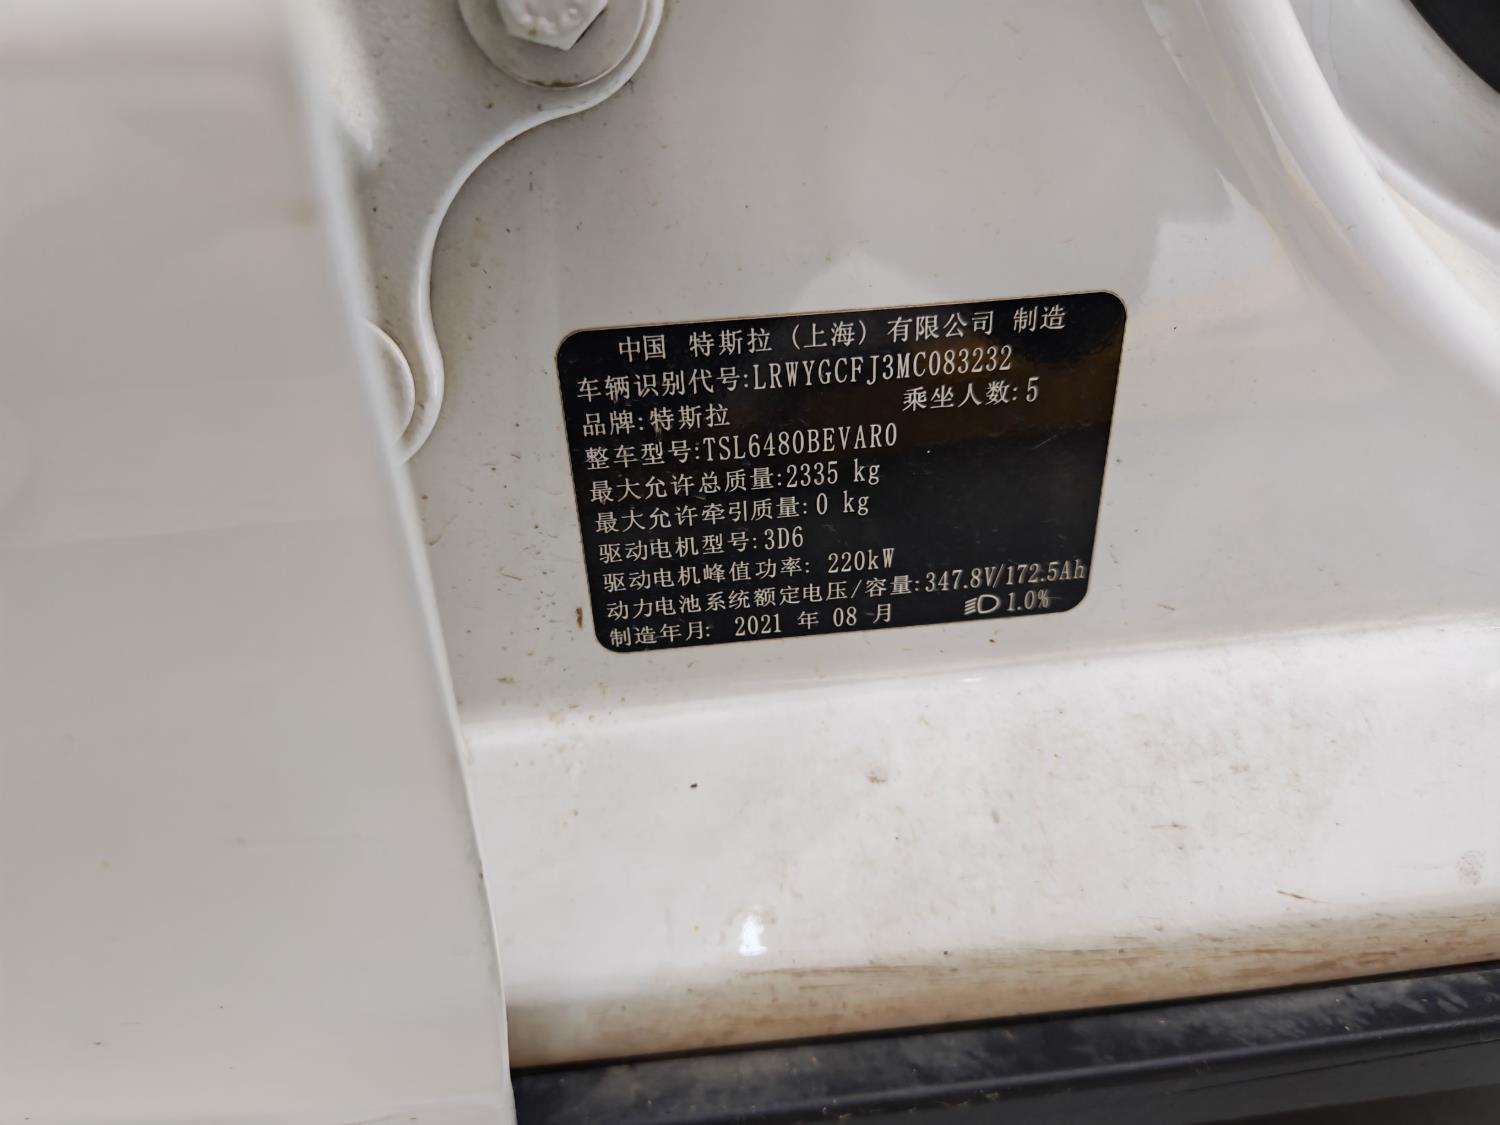 中国 特斯拉（上海）有限公司 制造
车辆识别代号:LRWYGCFJ3MC083232
品牌:特斯拉 乘坐人数:5
整车型号:TSL6480BEVAR0
最大允许总质量:2335 kg
最大允许牵引质量:0 kg
驱动电机型号:3D6
驱动电机峰值功率: 220kW
动力电池系统额定电压/容量:347.8V/172.5Ah
制造年月: 2021 年 08 月 1.0%